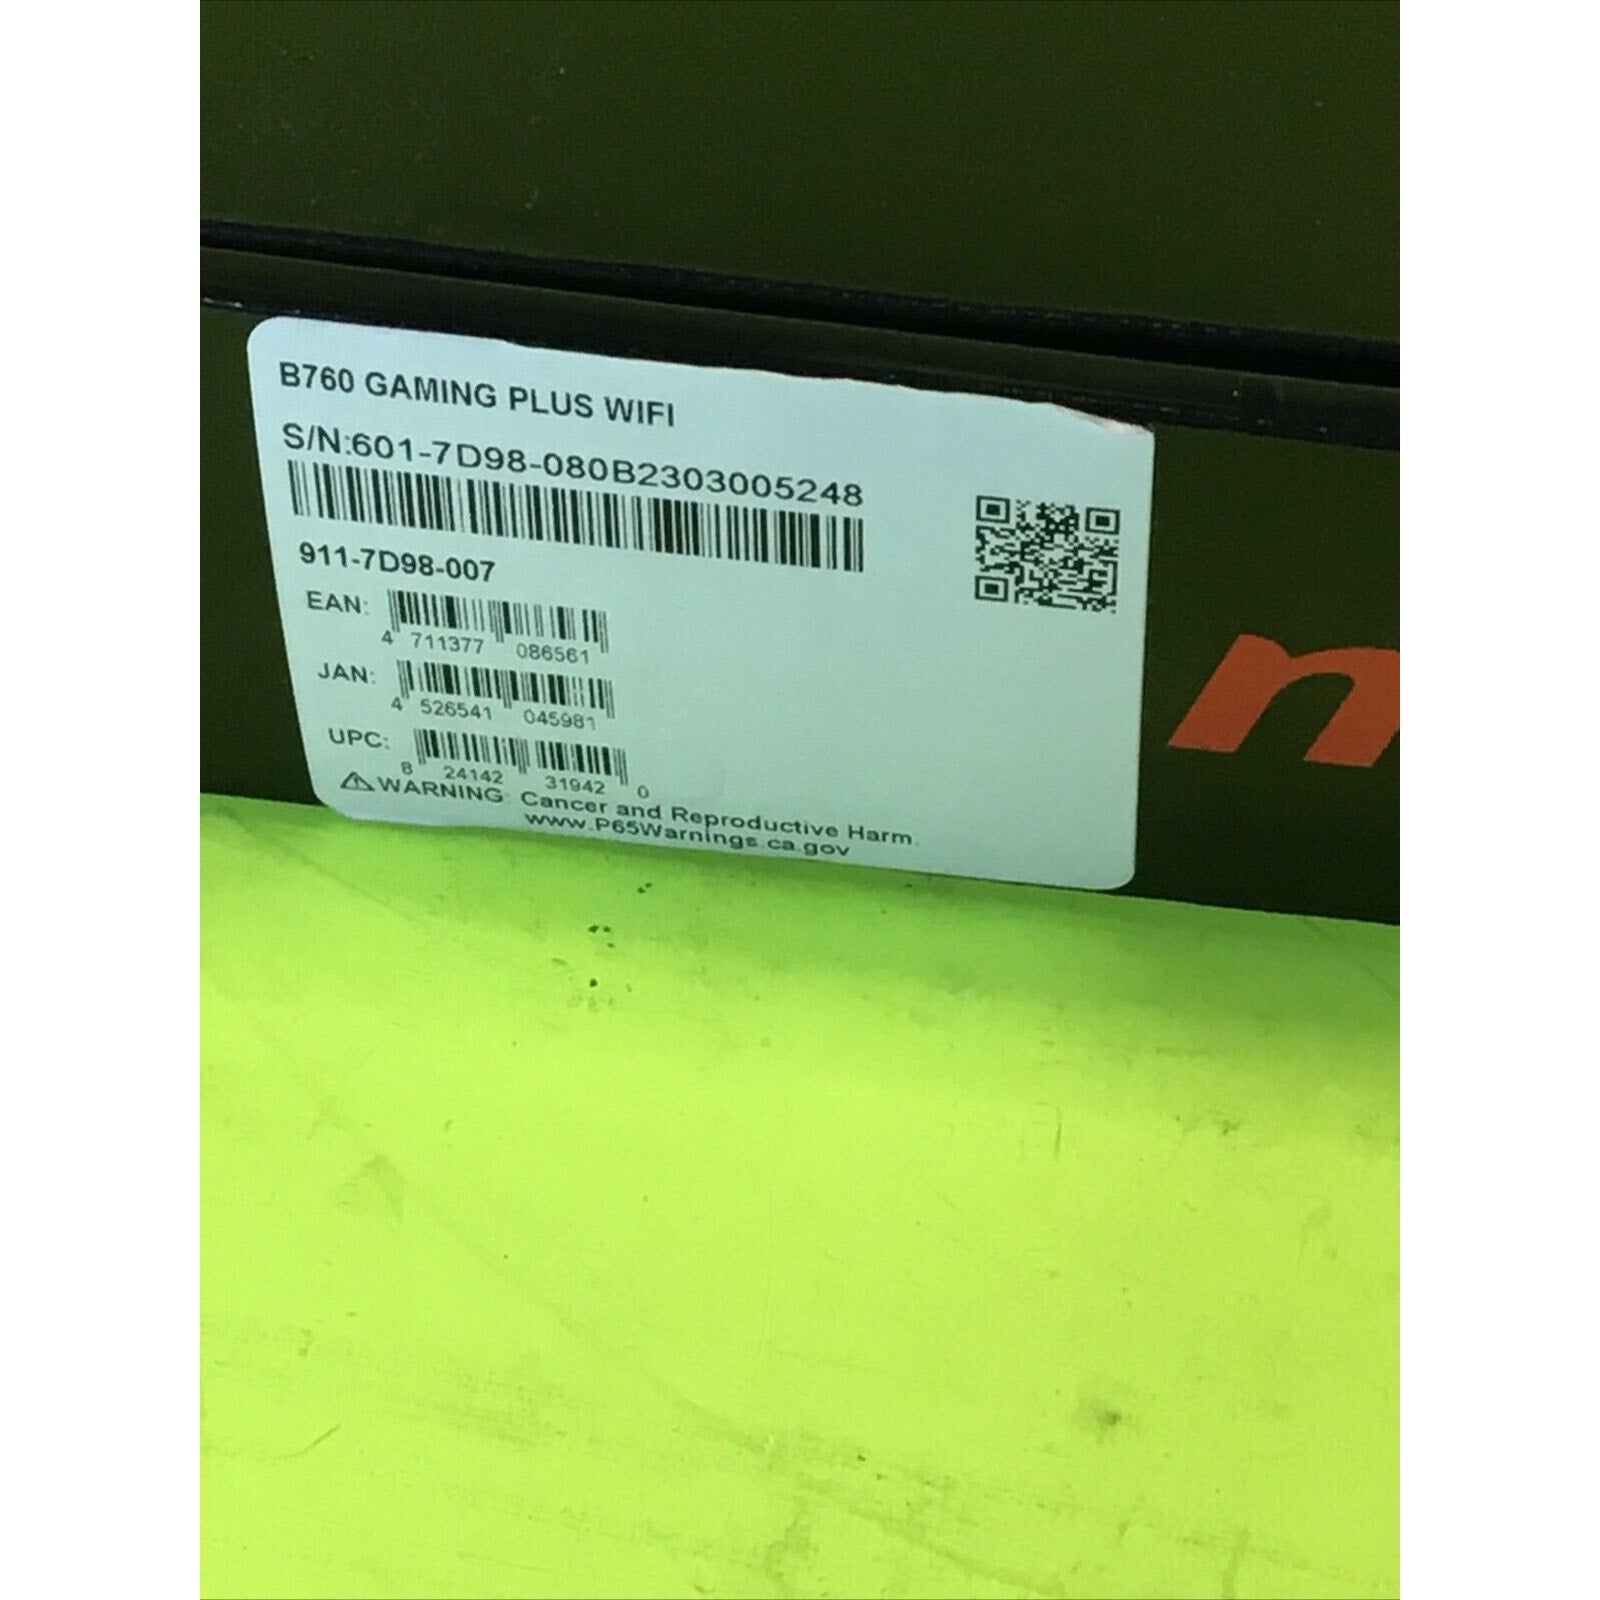 B760 GAMING PLUS WIFI
S/N:601-7D98-080B2303005248
911-7D98-007
EAN:
4 711377 086561
JAN:
4 526541 045981
UPC:
8 24142 31942 0
⚠WARNING: Cancer and Reproductive Harm.
www.P65Warnings.ca.gov